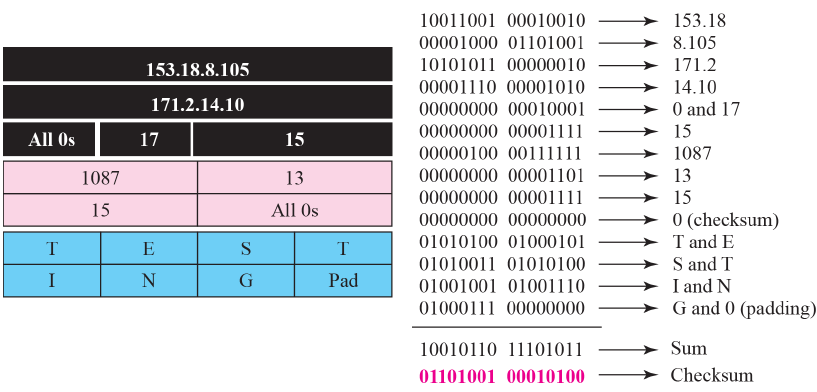 153.18.8.105
171.2.14.10
All 0s 17 15
1087 13
15 All 0s
T E S T
I N G Pad
10011001 00010010 153.18
00001000 01101001 8.105
10101011 00000010 171.2
00001110 00001010 14.10
00000000 00010001 0 and 17
00000000 00001111 15
00000100 00111111 1087
00000000 00001101 13
00000000 00001111 15
00000000 00000000 0 (checksum)
01010100 01000101 T and E
01010011 01010100 S and T
01001001 01001110 I and N
01000111 00000000 G and 0 (padding)
10010110 11101011 Sum
01101001 00010100 Checksum